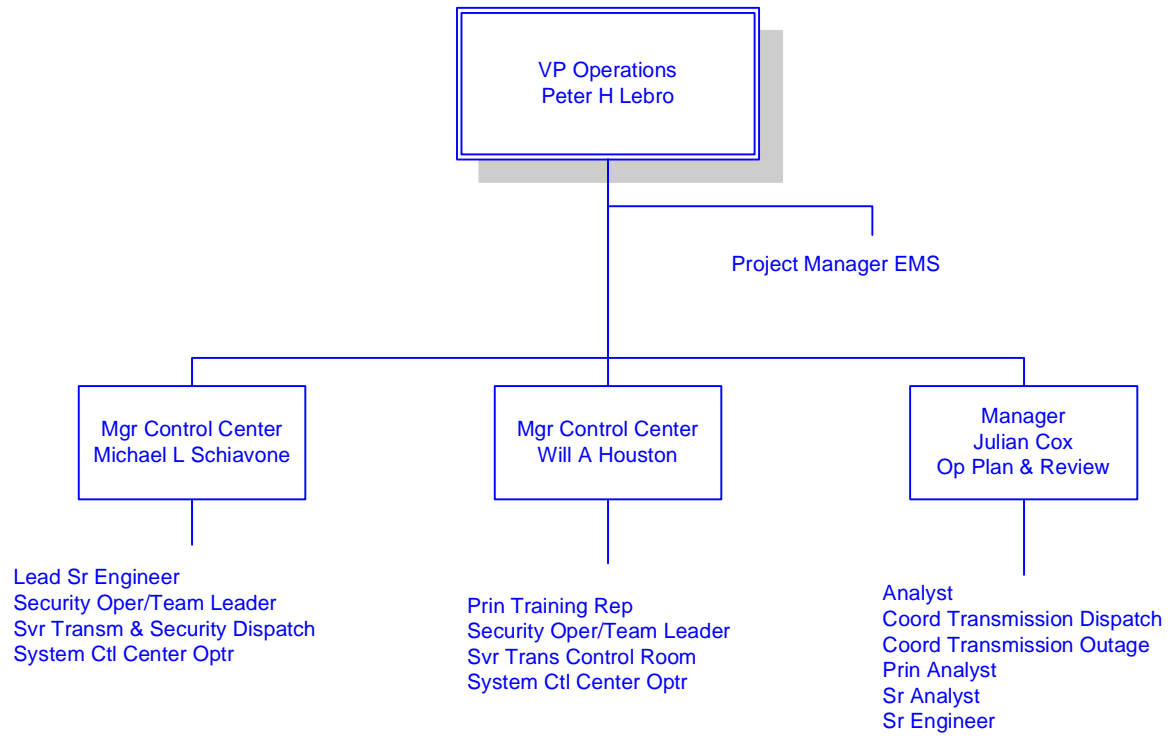 VP Operations
Peter H Lebro
Project Manager EMS
Mgr Control Center
Michael L Schiavone
Mgr Control Center
Will A Houston
Manager
Julian Cox
Op Plan & Review
Lead Sr Engineer
Security Oper/Team Leader
Svr Transm & Security Dispatch
System Ctl Center Optr
Prin Training Rep
Security Oper/Team Leader
Svr Trans Control Room
System Ctl Center Optr
Analyst
Coord Transmission Dispatch
Coord Transmission Outage
Prin Analyst
Sr Analyst
Sr Engineer